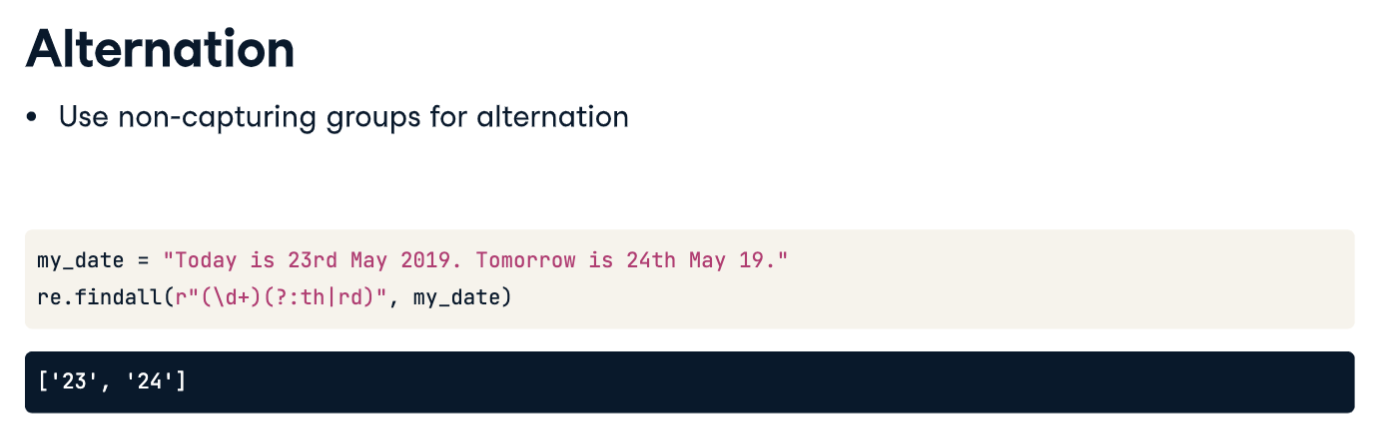 Alternation
• Use non-capturing groups for alternation
my_date = "Today is 23rd May 2019. Tomorrow is 24th May 19."
re.findall(r"(\d+)(?:th|rd)", my_date)
['23', '24']